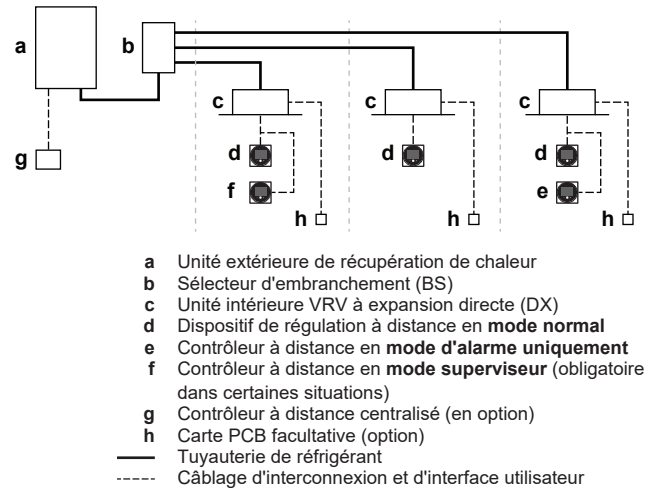 a
b
c
c
c
g
d
d
d
f
e
h
h
h
a Unité extérieure de récupération de chaleur
b Sélecteur d'embranchement (BS)
c Unité intérieure VRV à expansion directe (DX)
d Dispositif de régulation à distance en mode normal
e Contrôleur à distance en mode d'alarme uniquement
f Contrôleur à distance en mode superviseur (obligatoire
dans certaines situations)
g Contrôleur à distance centralisé (en option)
h Carte PCB facultative (option)
Tuyauterie de réfrigérant
Câblage d'interconnexion et d'interface utilisateur